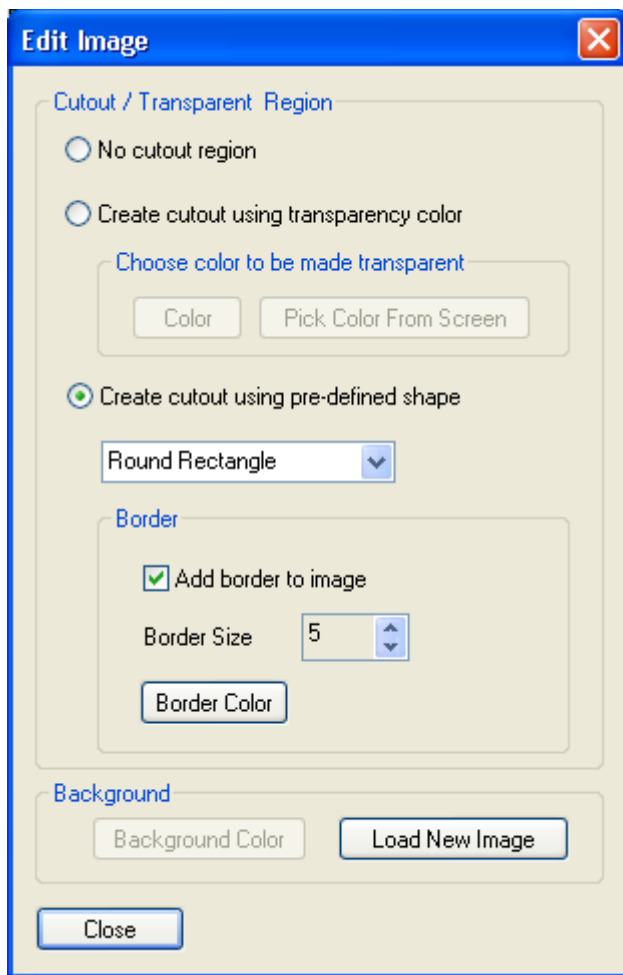 Edit Image
Cutout / Transparent Region
No cutout region
Create cutout using transparency color
Choose color to be made transparent
Color Pick Color From Screen
Create cutout using pre-defined shape
Round Rectangle
Border
Add border to image
Border Size 5
Border Color
Background
Background Color Load New Image
Close